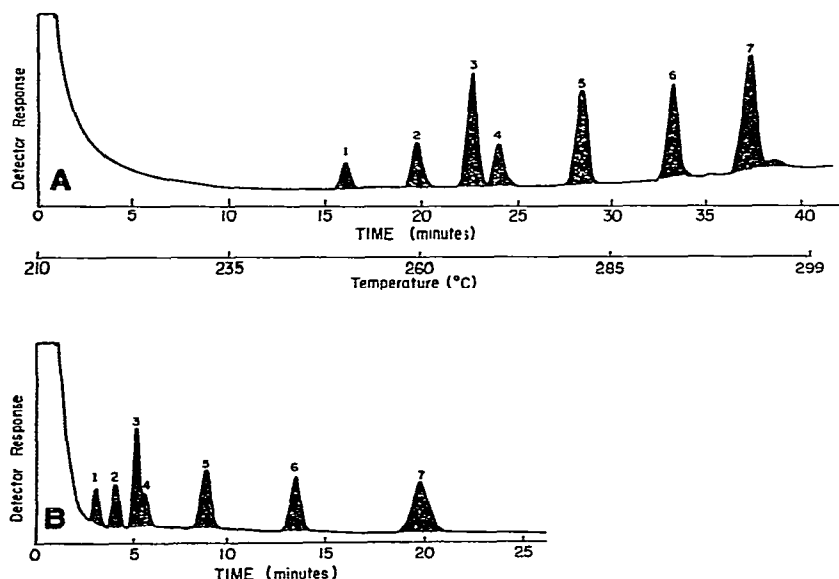 3
7
5
6
2
4
1
Detector Response
A
0 5 10 15 20 25 30 35 40
TIME (minutes)
210 235 260 285 299
Temperature (°C)
3
1 2 4 5 6 7
Detector Response
B
0 5 10 15 20 25
TIME (minutes)